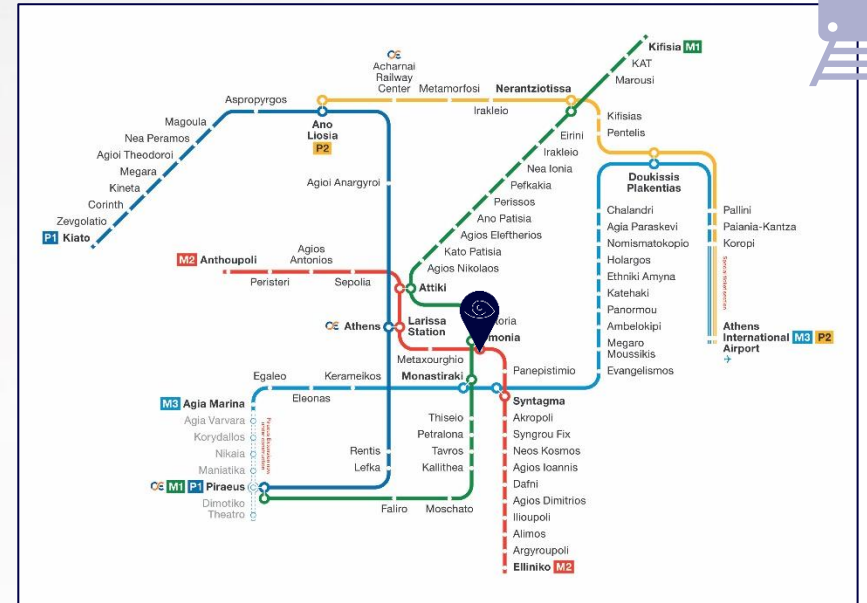 Kifisia M1
KAT
Marousi
Acharnai
Railway
Center
Metamorfosi
Nerantziotissa
Irakleio
Aspropyrgos
Magoula
Nea Peramos
Agioi Theodoroi
Megara
Kineta
Corinth
Zevgolatio
P1 Kiato
Ano
Liosia
P2
Agioi Anargyroi
Kifisias
Pentelis
Eirini
Irakleio
Nea Ionia
Pefkakia
Perissos
Ano Patisia
Agios Eleftherios
Kato Patisia
Agios Nikolaos
Doukissis
Plakentias
Chalandri
Agia Paraskevi
Nomismatokopio
Holargos
Ethniki Amyna
Katehaki
Panormou
Ambelokipi
Megaro
Moussikis
Evangelismos
Pallini
Paiania-Kantza
Koropi
Athens
International M3 P2
Airport
M2 Anthoupoli
Agios
Antonios
Peristeri
Sepolia
Attiki
Athens
Larissa
Station
Metaxourghio
Monastiraki
Panepistimio
Syntagma
Egaleo
Kerameikos
Eleonas
M3 Agia Marina
Agia Varvara
Korydallos
Nikaia
Maniatika
M1 P1 Piraeus
Dimotiko
Theatro
Rentis
Lefka
Thiseio
Petralona
Tavros
Kallithea
Faliro
Moschato
Akropoli
Syngrou Fix
Neos Kosmos
Agios Ioannis
Dafni
Agios Dimitrios
Ilioupoli
Alimos
Argyroupoli
Elliniko M2